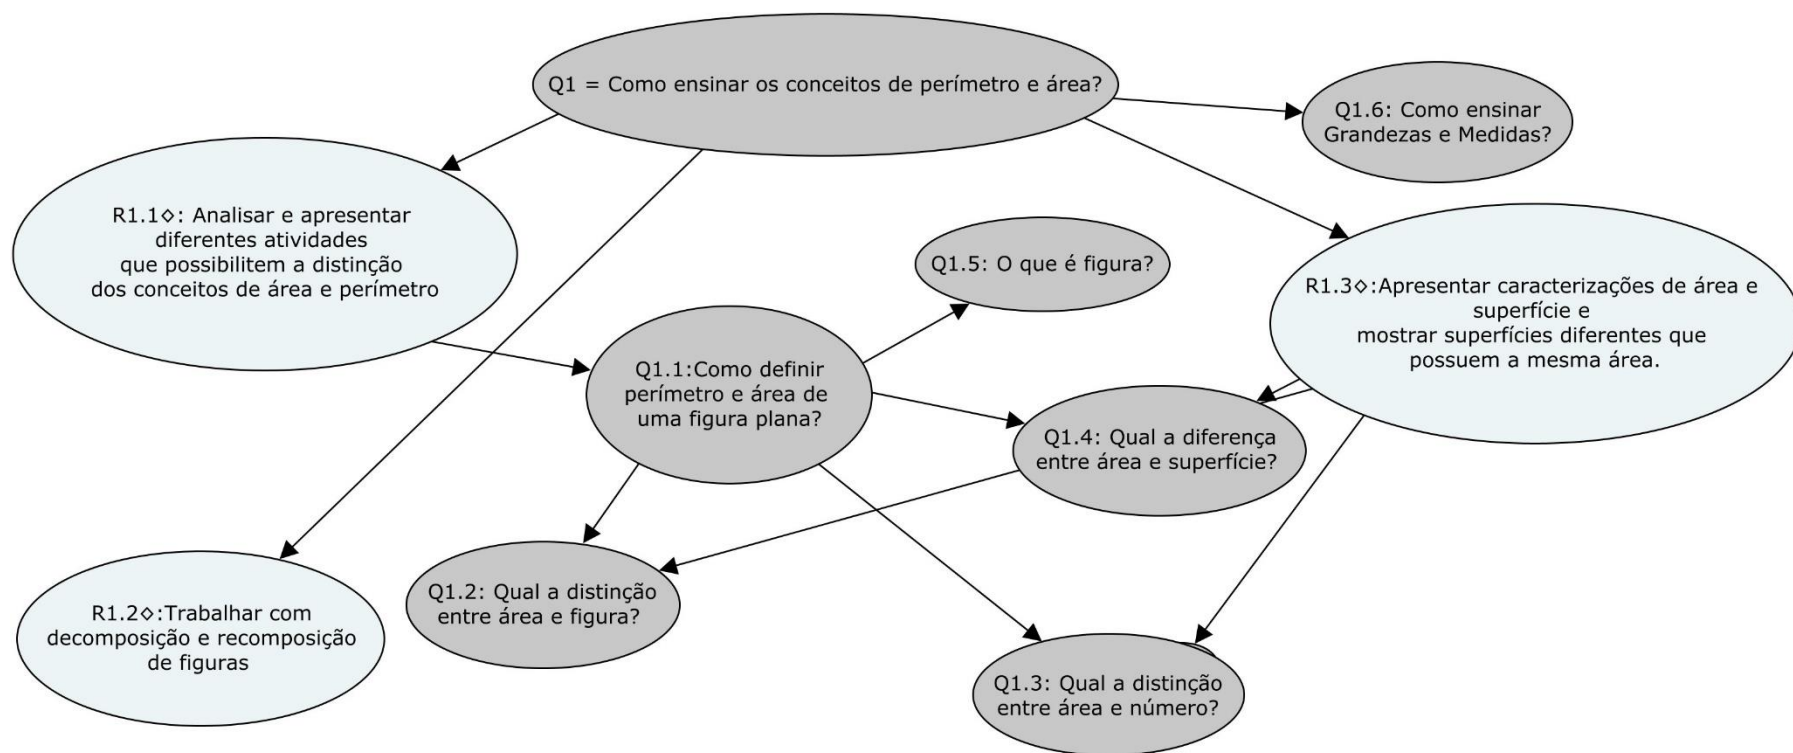 Q1 = Como ensinar os conceitos de perímetro e área?
Q1.6: Como ensinar
Grandezas e Medidas?
R1.1◇: Analisar e apresentar
diferentes atividades
que possibilitem a distinção
dos conceitos de área e perímetro
Q1.5: O que é figura?
R1.3◇:Apresentar caracterizações de área e
superfície e
mostrar superfícies diferentes que
possuem a mesma área.
Q1.1:Como definir
perímetro e área de
uma figura plana?
Q1.4: Qual a diferença
entre área e superfície?
Q1.2: Qual a distinção
entre área e figura?
R1.2◇:Trabalhar com
decomposição e recomposição
de figuras
Q1.3: Qual a distinção
entre área e número?